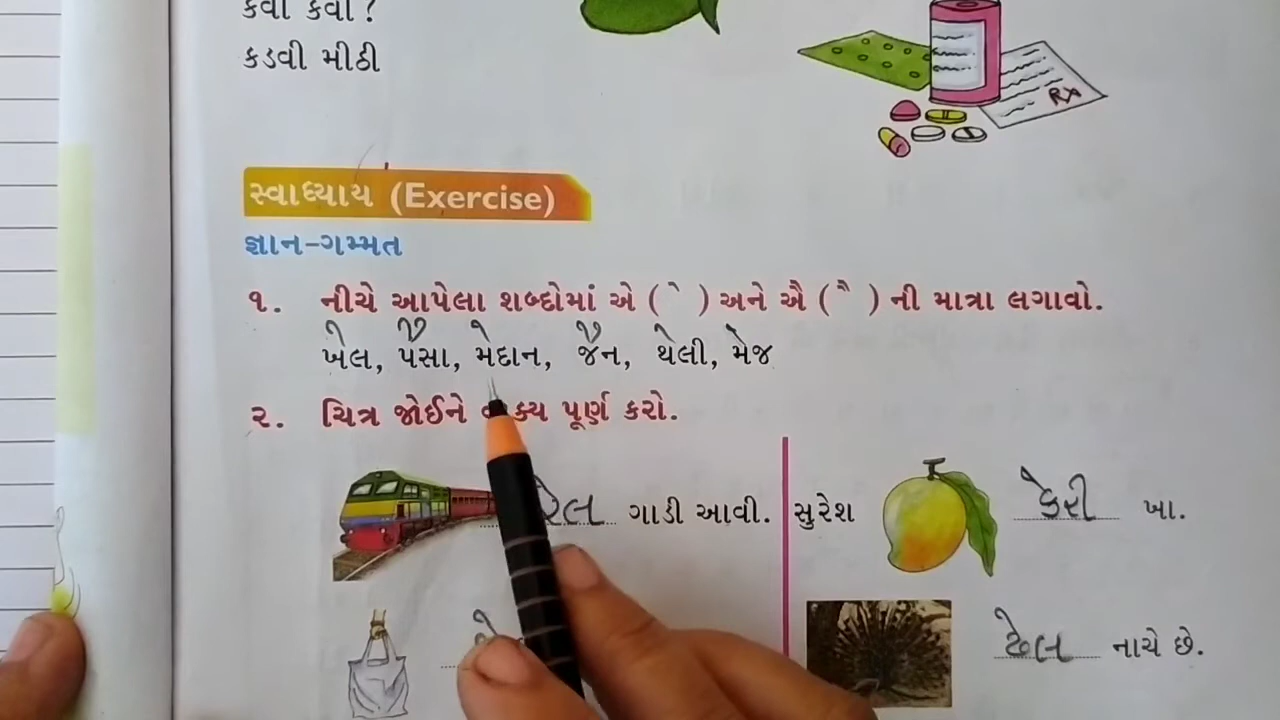 કેવી કેવી?
કડવી મીઠી
Rx
સ્વાધ્યાય (Exercise)
જ્ઞાન-ગમ્મત
૧. નીચે આપેલા શબ્દોમાં એ ( ે ) અને ઐ ( ૈ ) ની માત્રા લગાવો.
ખેલ, પૈસા, મેદાન, જૈન, થેલી, મેજ
૨. ચિત્ર જોઈને વાક્ય પૂર્ણ કરો.
રેલ ગાડી આવી.
સુરેશ કેરી ખા.
ઢેલ નાચે છે.